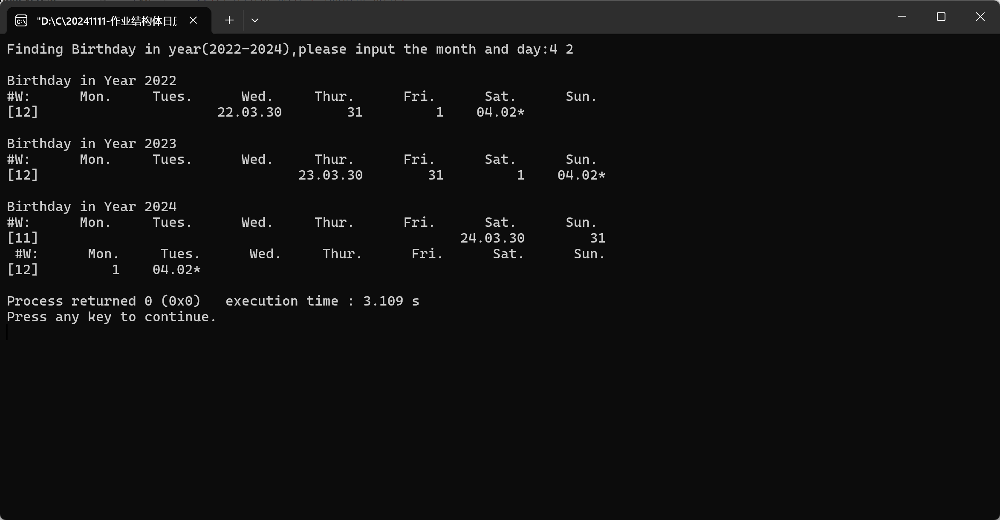 "D:\C\20241111-作业结构体日
Finding Birthday in year(2022-2024),please input the month and day:4 2
Birthday in Year 2022
#W: Mon. Tues. Wed. Thur. Fri. Sat. Sun.
[12] 22.03.30 31 1 04.02*
Birthday in Year 2023
#W: Mon. Tues. Wed. Thur. Fri. Sat. Sun.
[12] 23.03.30 31 1 04.02*
Birthday in Year 2024
#W: Mon. Tues. Wed. Thur. Fri. Sat. Sun.
[11] 24.03.30 31
#W: Mon. Tues. Wed. Thur. Fri. Sat. Sun.
[12] 1 04.02*
Process returned 0 (0x0) execution time : 3.109 s
Press any key to continue.